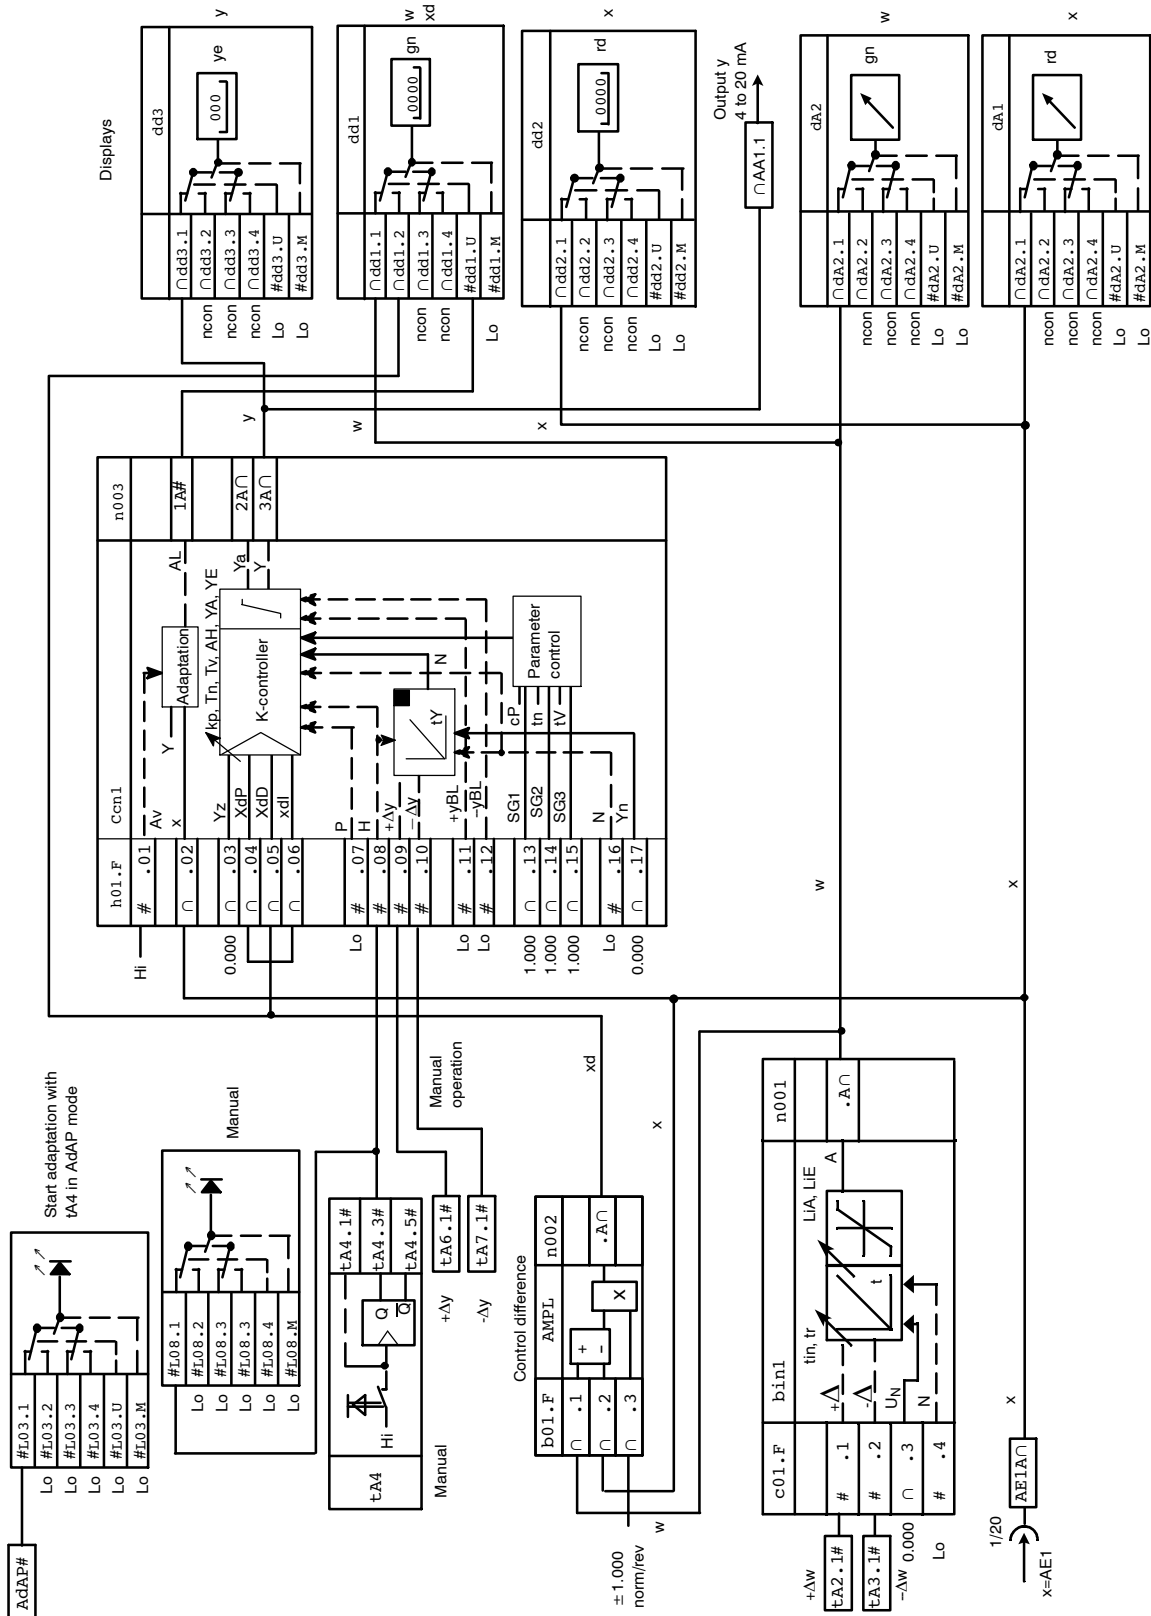 Displays
y
dd3
ye
000
∩dd3.1
∩dd3.2
∩dd3.3
∩dd3.4
#dd3.U
#dd3.M
ncon
ncon
ncon
Lo
Lo
w
xd
dd1
gn
0000
∩dd1.1
∩dd1.2
∩dd1.3
∩dd1.4
#dd1.U
#dd1.M
ncon
ncon
Lo
x
dd2
rd
0000
∩dd2.1
∩dd2.2
∩dd2.3
∩dd2.4
#dd2.U
#dd2.M
ncon
ncon
ncon
Lo
Lo
Output y
4 to 20 mA
∩AA1.1
w
dA2
gn
∩dA2.1
∩dA2.2
∩dA2.3
∩dA2.4
#dA2.U
#dA2.M
ncon
ncon
ncon
Lo
Lo
x
dA1
rd
∩dA2.1
∩dA2.2
∩dA2.3
∩dA2.4
#dA2.U
#dA2.M
ncon
ncon
ncon
Lo
Lo
y
w
x
n003
1A#
2A∩
3A∩
Ccn1
AL
Ya
Y
Adaptation
Av
Y
x
kp, Tn, Tv, AH, YA, YE
K-controller
Yz
XdP
XdD
xdI
P
H
+Δy
−Δy
+yBL
−yBL
tY
N
Parameter
control
cP
tn
tV
SG1
SG2
SG3
N
Yn
h01.F
# .01
∩ .02
∩ .03
∩ .04
∩ .05
∩ .06
# .07
# .08
# .09
# .10
# .11
# .12
∩ .13
∩ .14
∩ .15
# .16
∩ .17
Hi
0.000
Lo
Lo
Lo
1.000
1.000
1.000
Lo
0.000
Start adaptation with
tA4 in AdAP mode
#L03.1
#L03.2
#L03.3
#L03.4
#L03.U
#L03.M
Lo
Lo
Lo
Lo
Lo
AdAP#
Manual
#L08.1
#L08.2
#L08.3
#L08.3
#L08.4
#L08.M
Lo
Lo
Lo
Lo
Lo
Manual
operation
tA4.1#
tA4.3#
tA4.5#
Q
Q
Hi
tA4
Manual
tA6.1#
+Δy
tA7.1#
-Δy
Control difference
xd
x
n002
.A∩
AMPL
+
−
X
b01.F
∩ .1
∩ .2
∩ .3
w
±1.000
norm/rev
w
n001
.A∩
A
bin1
LiA, LiE
tin, tr
t
+Δ
-Δ
UN
N
c01.F
# .1
# .2
∩ .3
# .4
+Δw
tA2.1#
tA3.1#
−Δw
0.000
Lo
x
x
AE1A∩
1/20
x=AE1